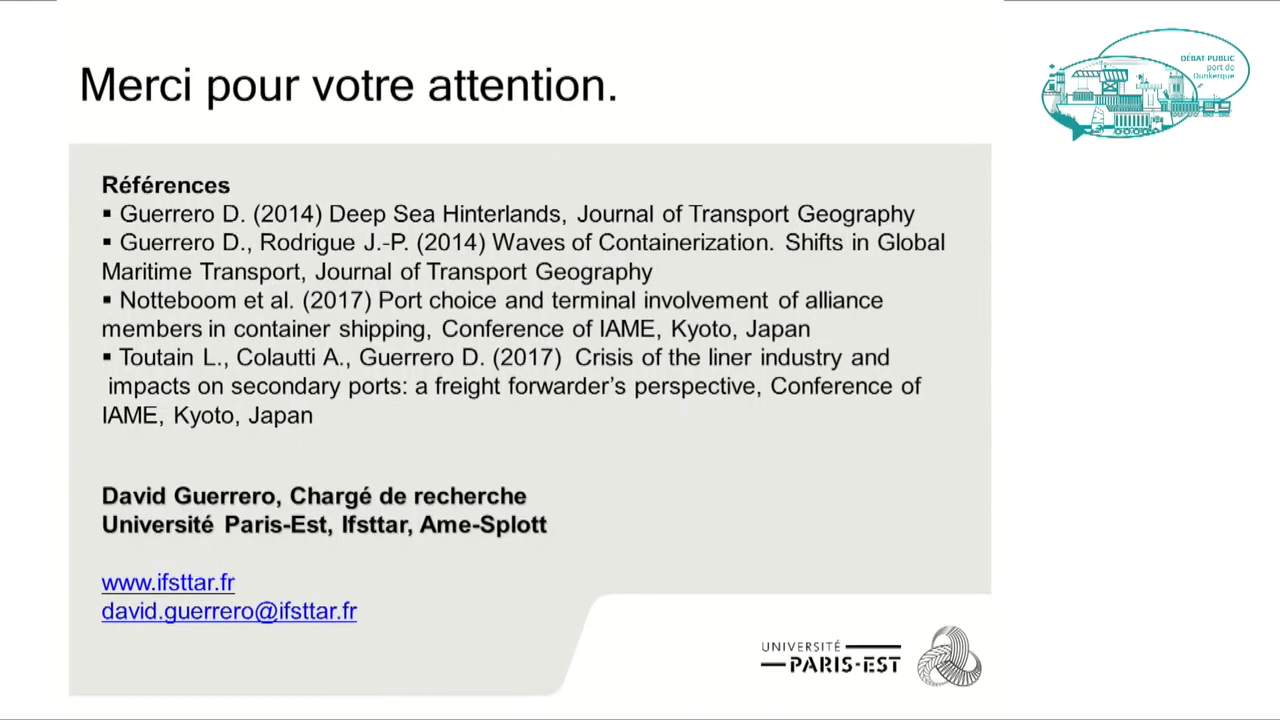 Merci pour votre attention.
DÉBAT PUBLIC
port de
Dunkerque
Références
▪ Guerrero D. (2014) Deep Sea Hinterlands, Journal of Transport Geography
▪ Guerrero D., Rodrigue J.-P. (2014) Waves of Containerization. Shifts in Global
Maritime Transport, Journal of Transport Geography
▪ Notteboom et al. (2017) Port choice and terminal involvement of alliance
members in container shipping, Conference of IAME, Kyoto, Japan
▪ Toutain L., Colautti A., Guerrero D. (2017) Crisis of the liner industry and
impacts on secondary ports: a freight forwarder’s perspective, Conference of
IAME, Kyoto, Japan
David Guerrero, Chargé de recherche
Université Paris-Est, Ifsttar, Ame-Splott
www.ifsttar.fr
david.guerrero@ifsttar.fr
UNIVERSITÉ
PARIS-EST